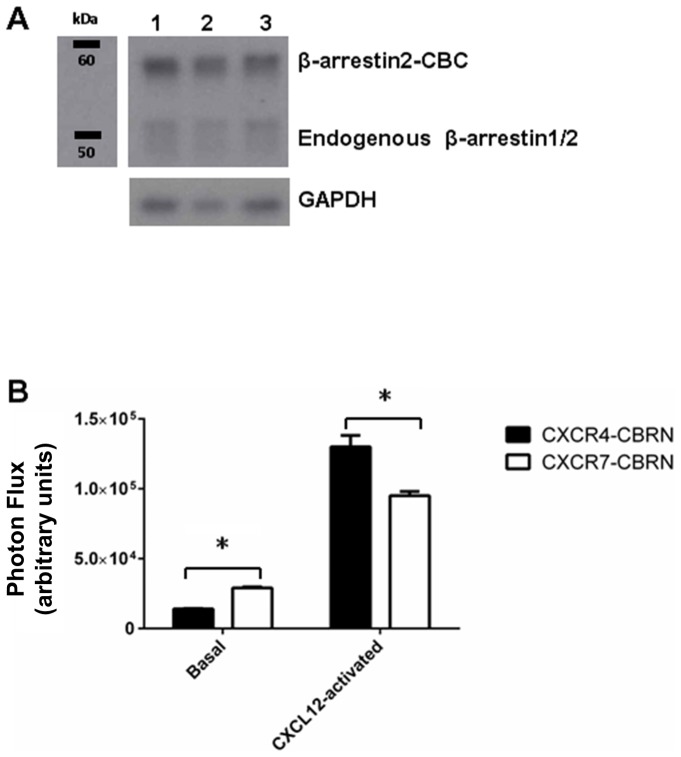 A
kDa
1 2 3
60
β-arrestin2-CBC
50
Endogenous β-arrestin1/2
GAPDH
B
*
*
1.5×10⁵
1.0×10⁵
5.0×10⁴
0
Photon Flux
(arbitrary units)
CXCR4-CBRN
CXCR7-CBRN
Basal
CXCL12-activated